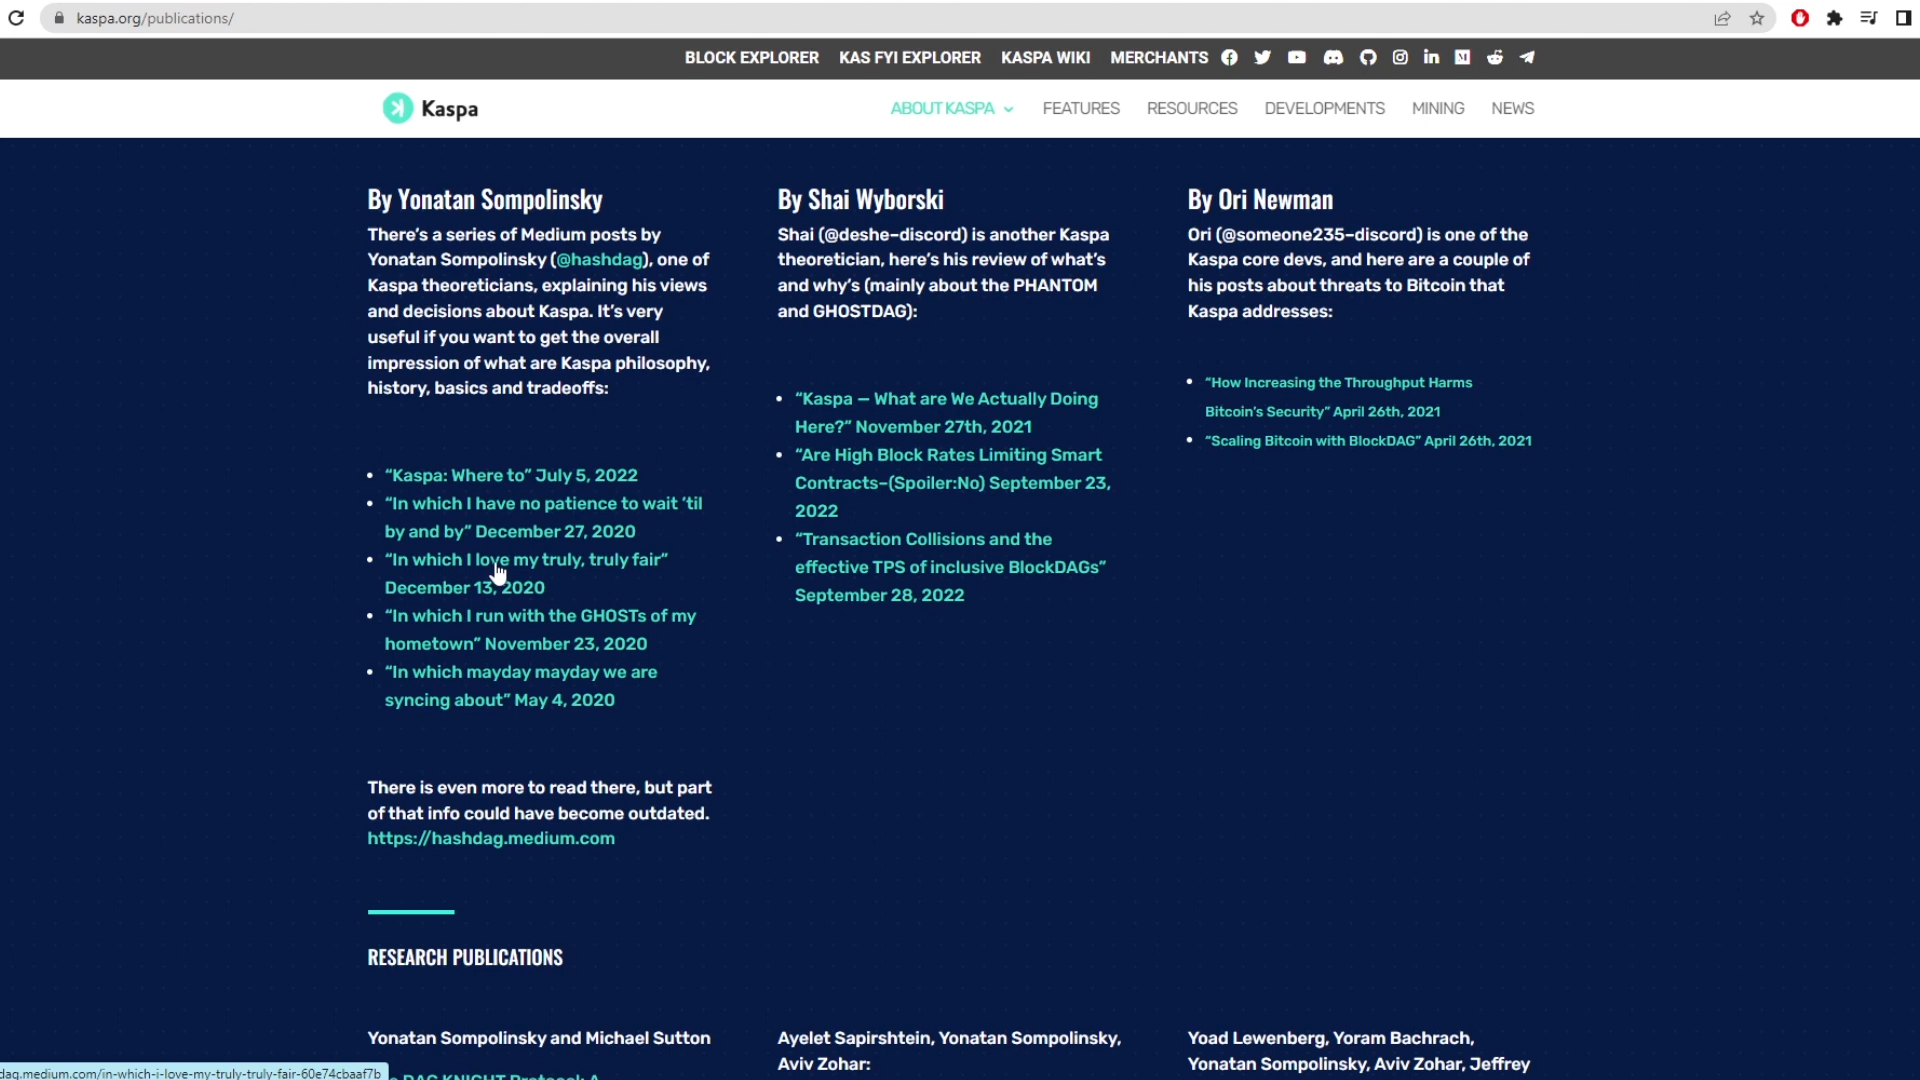 kaspa.org/publications/
BLOCK EXPLORER KAS FYI EXPLORER KASPA WIKI MERCHANTS
Kaspa
ABOUT KASPA FEATURES RESOURCES DEVELOPMENTS MINING NEWS
By Yonatan Sompolinsky
There’s a series of Medium posts by
Yonatan Sompolinsky (@hashdag), one of
Kaspa theoreticians, explaining his views
and decisions about Kaspa. It’s very
useful if you want to get the overall
impression of what are Kaspa philosophy,
history, basics and tradeoffs:
“Kaspa: Where to” July 5, 2022
“In which I have no patience to wait ‘til
by and by” December 27, 2020
“In which I love my truly, truly fair”
December 13, 2020
“In which I run with the GHOSTs of my
hometown” November 23, 2020
“In which mayday mayday we are
syncing about” May 4, 2020
There is even more to read there, but part
of that info could have become outdated.
https://hashdag.medium.com
By Shai Wyborski
Shai (@deshe–discord) is another Kaspa
theoretician, here’s his review of what’s
and why’s (mainly about the PHANTOM
and GHOSTDAG):
“Kaspa — What are We Actually Doing
Here?” November 27th, 2021
“Are High Block Rates Limiting Smart
Contracts–(Spoiler:No) September 23,
2022
“Transaction Collisions and the
effective TPS of inclusive BlockDAGs”
September 28, 2022
By Ori Newman
Ori (@someone235–discord) is one of the
Kaspa core devs, and here are a couple of
his posts about threats to Bitcoin that
Kaspa addresses:
“How Increasing the Throughput Harms
Bitcoin’s Security” April 26th, 2021
“Scaling Bitcoin with BlockDAG” April 26th, 2021
RESEARCH PUBLICATIONS
Yonatan Sompolinsky and Michael Sutton
DAG KNIGHT Protocol: A
Ayelet Sapirshtein, Yonatan Sompolinsky,
Aviv Zohar:
Yoad Lewenberg, Yoram Bachrach,
Yonatan Sompolinsky, Aviv Zohar, Jeffrey
dag.medium.com/in-which-i-love-my-truly-truly-fair-60e74cbaaf7b